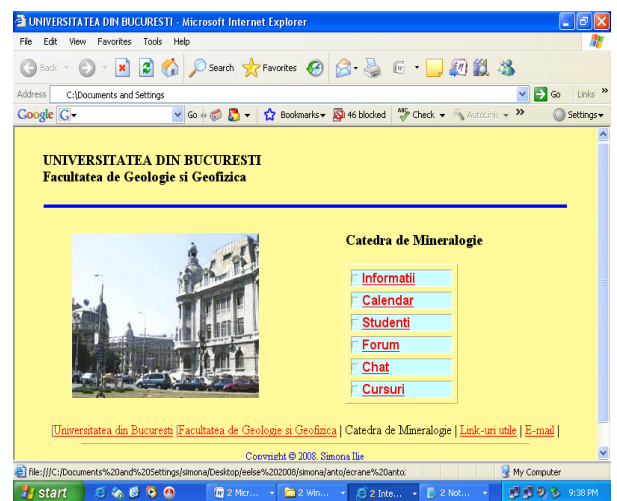 UNIVERSITATEA DIN BUCURESTI - Microsoft Internet Explorer
File Edit View Favorites Tools Help
Back Search Favorites
Address C:\Documents and Settings Go Links »
Google G Go Bookmarks 46 blocked ABC Check AutoLink » Settings
UNIVERSITATEA DIN BUCURESTI
Facultatea de Geologie si Geofizica
Catedra de Mineralogie
Informatii
Calendar
Studenti
Forum
Chat
Cursuri
|Universitatea din Bucuresti |Facultatea de Geologie si Geofizica | Catedra de Mineralogie | Link-uri utile | E-mail |
Copyright © 2008. Simona Ilie
file:///C:/Documents%20and%20Settings/simona/Desktop/eelse%202008/simona/anto/ecrane%20anto. My Computer
start 2 Micr... 2 Win... 2 Inte... 2 Not... 9:38 PM